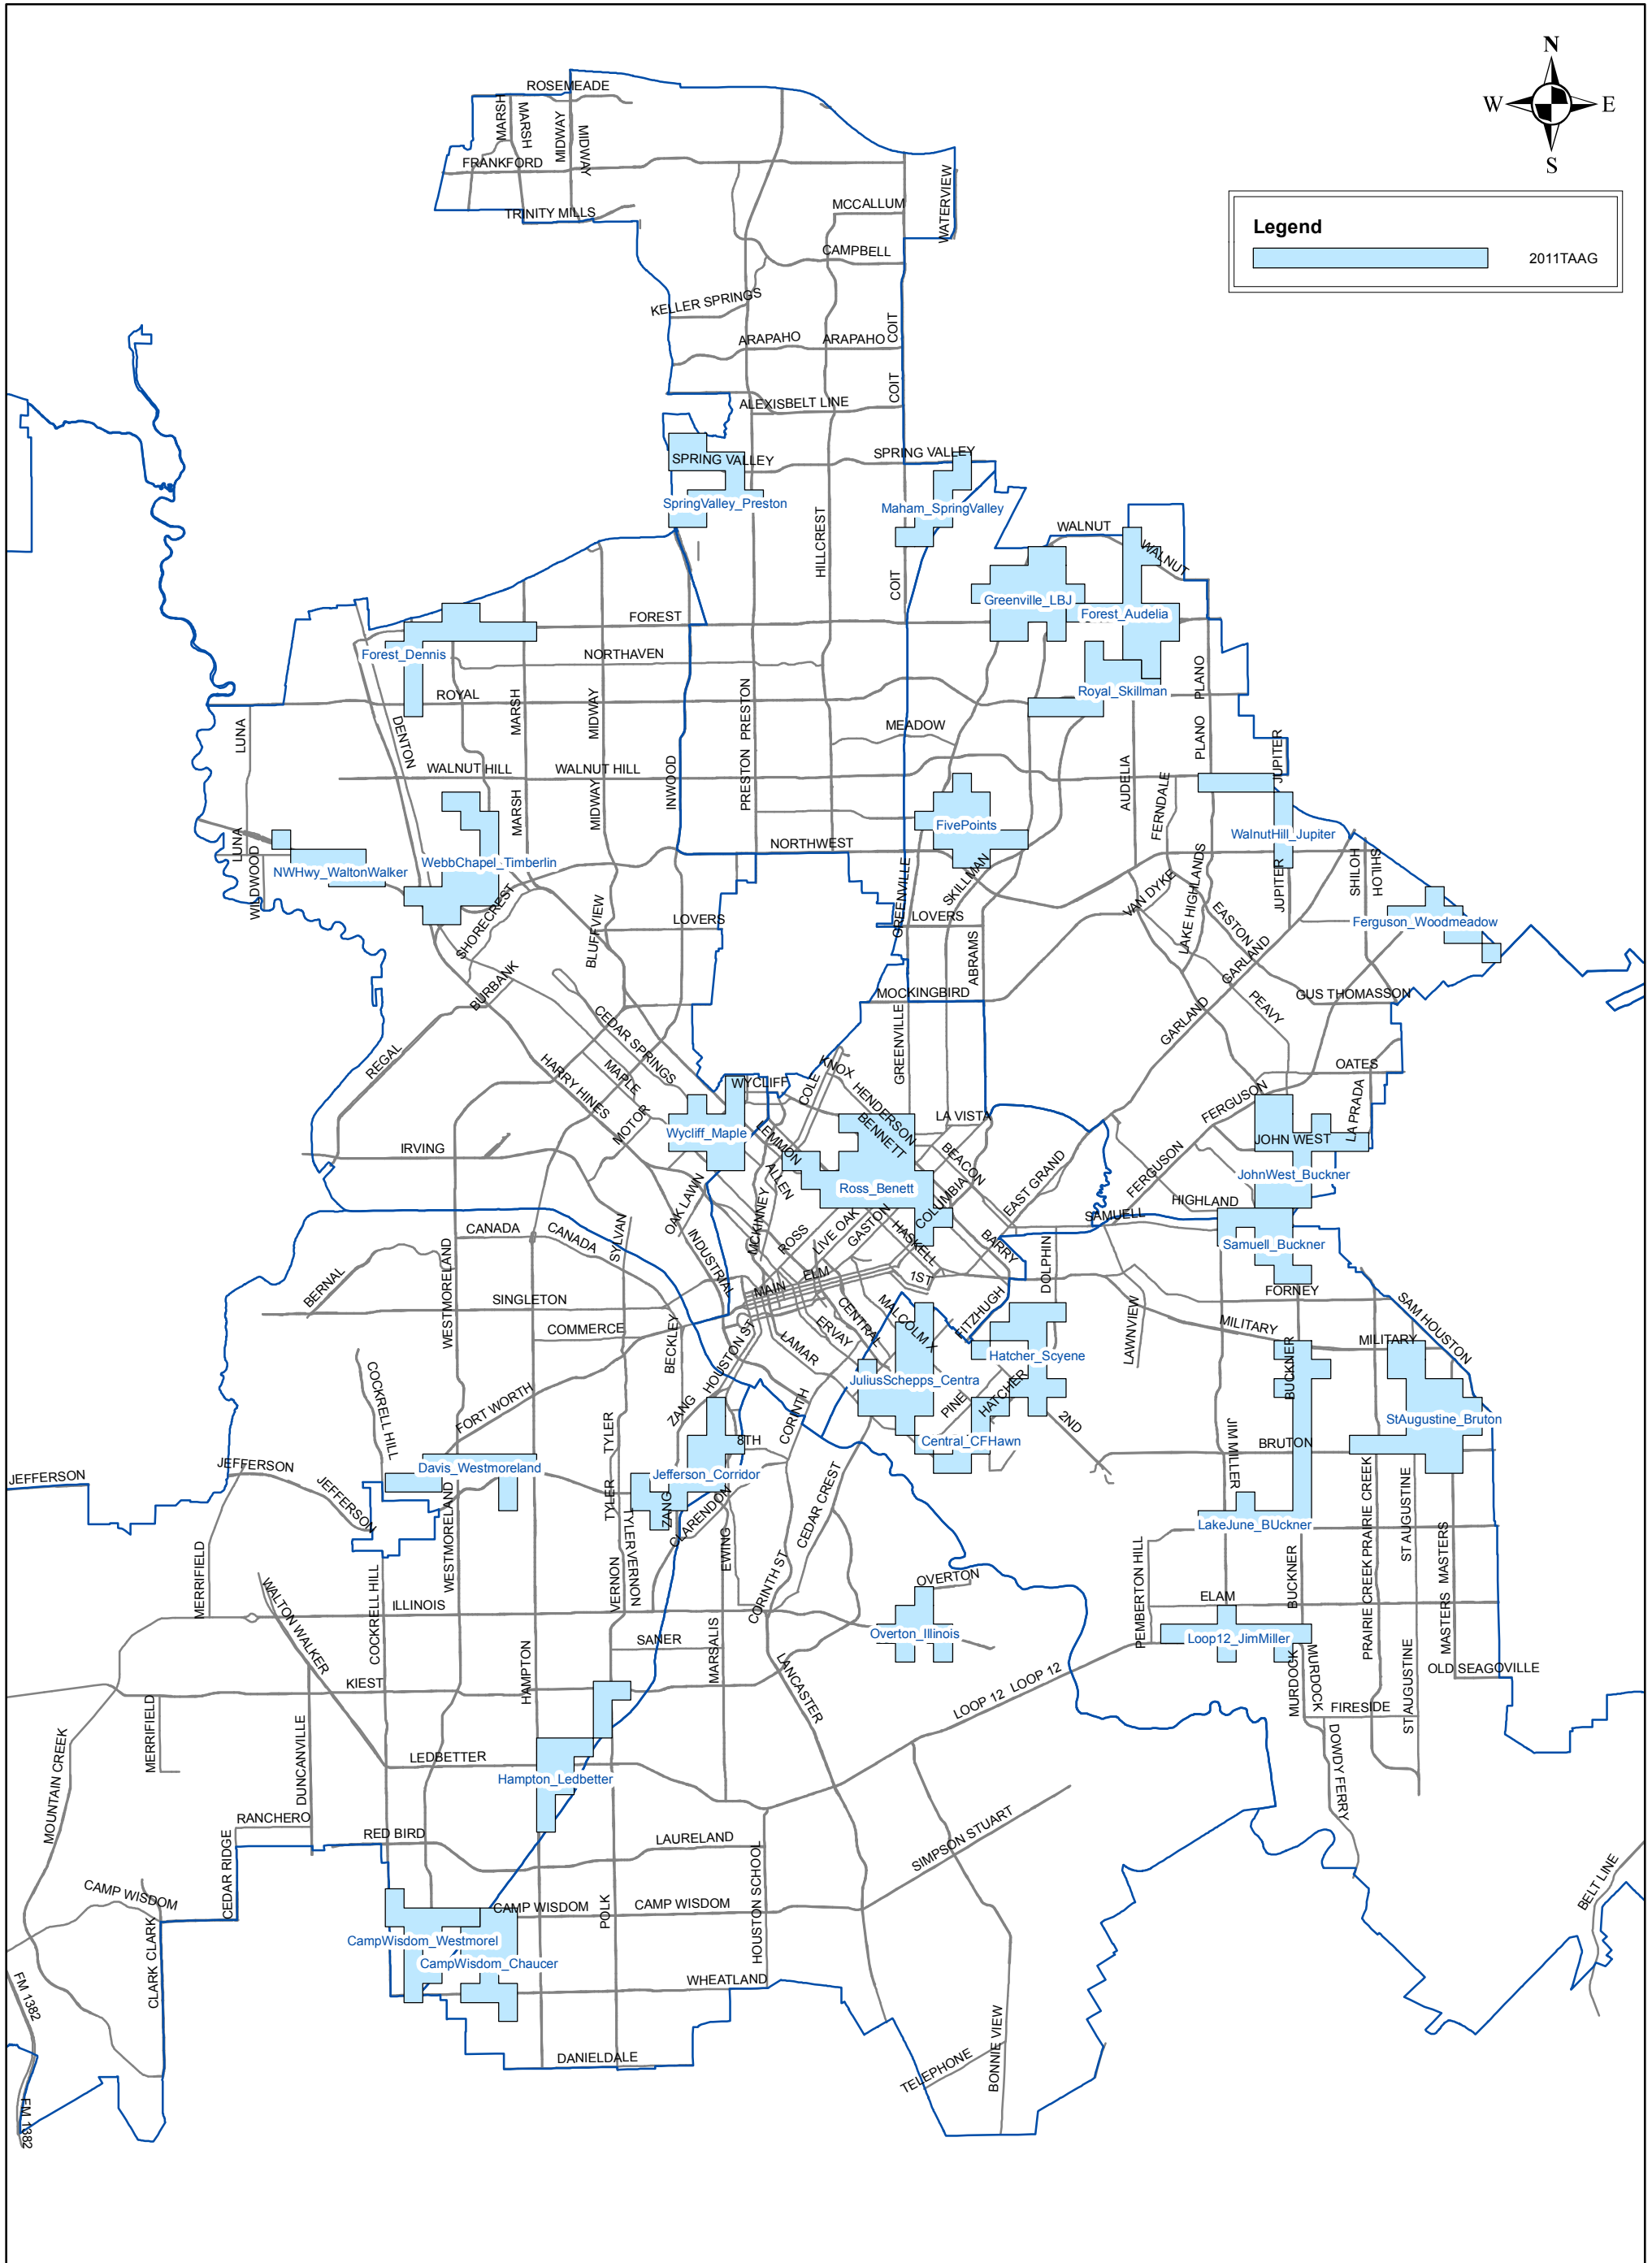 N
W
E
S
Legend
2011TAAG
ROSEMEADE
MARSH
MARSH
MIDWAY
MIDWAY
FRANKFORD
TRINITY MILLS
WATERVIEW
MCCALLUM
CAMPBELL
KELLER SPRINGS
ARAPAHO
ARAPAHO
COIT
COIT
ALEXISBELT LINE
SPRING VALLEY
SPRING VALLEY
SpringValley_Preston
Maham_SpringValley
HILLCREST
WALNUT
WALNUT
COIT
Greenville_LBJ
Forest_Audelia
FOREST
Forest_Dennis
NORTHAVEN
ROYAL
Royal_Skillman
PLANO
PLANO
MARSH
MIDWAY
PRESTON
PRESTON
MEADOW
LUNA
DENTON
WALNUT HILL
WALNUT HILL
INWOOD
JUPITER
AUDELIA
FERNDALE
MARSH
MIDWAY
FivePoints
WalnutHill_Jupiter
LUNA
NORTHWEST
WebbChapel_Timberlin
NWHwy_WaltonWalker
WILDWOOD
SHORECREST
BLUFFVIEW
LOVERS
GREENVILLE
SKILLMAN
LOVERS
ABRAMS
VAN DYKE
LAKE HIGHLANDS
EASTON
JUPITER
SHILOH
SHILOH
Ferguson_Woodmeadow
GARLAND
GARLAND
PEAVY
GUS THOMASSON
MOCKINGBIRD
BURBANK
REGAL
CEDAR SPRINGS
MAPLE
HARRY HINES
MOTOR
GREENVILLE
KNOX
HENDERSON
COLE
WYCLIFF
OATES
LA PRADA
FERGUSON
FERGUSON
LA VISTA
BENNETT
Wycliff_Maple
LEMMON
ALLEN
IRVING
BEACON
EAST GRAND
JOHN WEST
JohnWest_Buckner
Ross_Benett
COLUMBIA
HIGHLAND
SAMUELL
Samuell_Buckner
OAK LAWN
MCKINNEY
ROSS
LIVE OAK
GASTON
HASKELL
BARRY
DOLPHIN
CANADA
CANADA
SYLVAN
INDUSTRIAL
WESTMORELAND
BERNAL
MAIN
ELM
1ST
FORNEY
SINGLETON
COMMERCE
BECKLEY
HOUSTON ST
LAMAR
ERVAY
CENTRAL
MALCOLM X
FITZHUGH
LAWNVIEW
MILITARY
MILITARY
SAM HOUSTON
Hatcher_Scyene
JuliusSchepps_Centra
BUCKNER
COCKRELL HILL
FORT WORTH
ZANG
CORINTH
PINE
HATCHER
2ND
StAugustine_Bruton
TYLER
8TH
Central_CFHawn
BRUTON
JIM MILLER
JEFFERSON
JEFFERSON
JEFFERSON
Davis_Westmoreland
Jefferson_Corridor
TYLER
ZANG
CLARENDON
CEDAR CREST
LakeJune_BUckner
PRAIRIE CREEK
PRAIRIE CREEK
ST AUGUSTINE
MASTERS
MASTERS
WESTMORELAND
TYLERVERNON
VERNON
EWING
CORINTH ST
OVERTON
PEMBERTON HILL
BUCKNER
ELAM
MERRIFIELD
WALTON WALKER
COCKRELL HILL
ILLINOIS
SANER
MARSALIS
Overton_Illinois
Loop12_JimMiller
MURDOCK
MURDOCK
OLD SEAGOVILLE
ST AUGUSTINE
FIRESIDE
KIEST
HAMPTON
LANCASTER
LOOP 12
LOOP 12
DOWDY FERRY
MERRIFIELD
MOUNTAIN CREEK
DUNCANVILLE
LEDBETTER
Hampton_Ledbetter
RANCHERO
RED BIRD
LAURELAND
SIMPSON STUART
CEDAR RIDGE
HOUSTON SCHOOL
BELT LINE
CAMP WISDOM
CAMP WISDOM
CAMP WISDOM
POLK
CampWisdom_Westmorel
CampWisdom_Chaucer
CLARK
CLARK
WHEATLAND
FM 1382
FM 1382
DANIELDALE
TELEPHONE
BONNIE VIEW